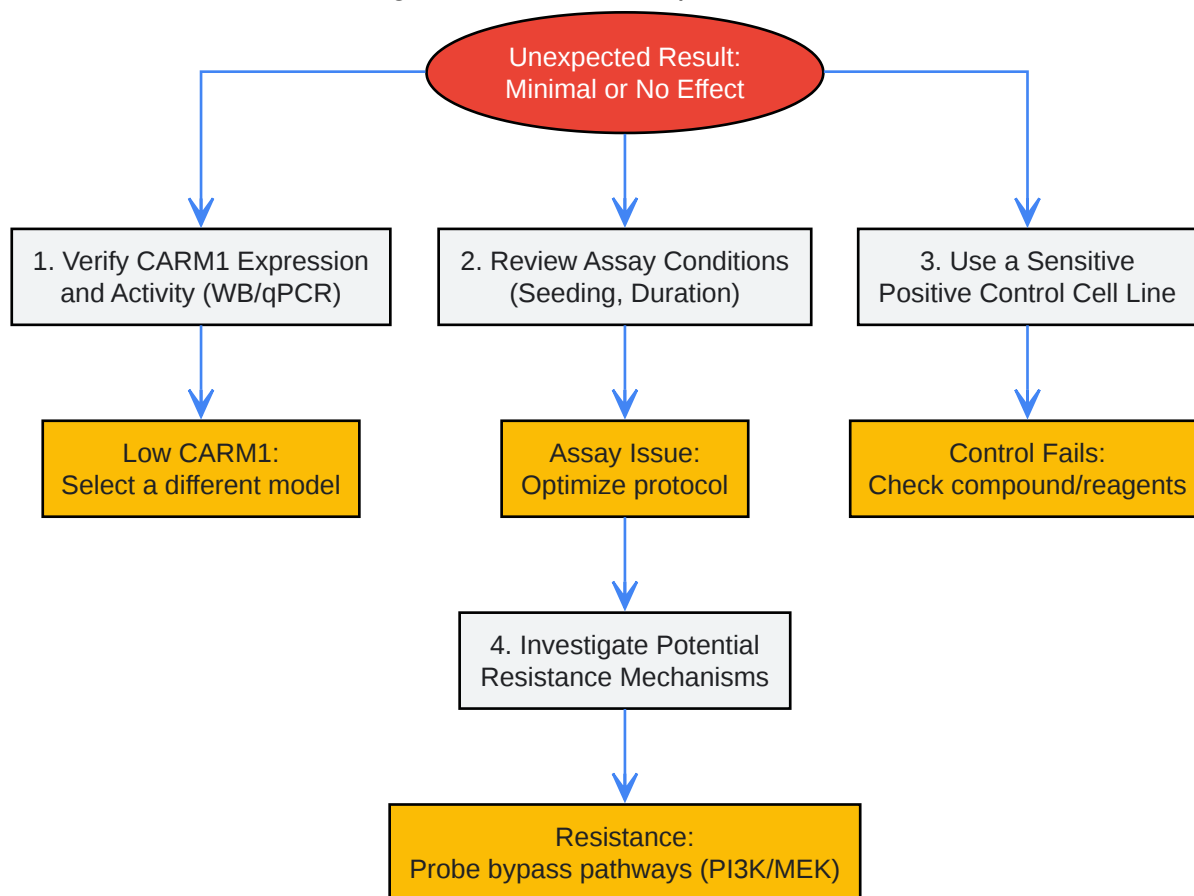 Unexpected Result:
Minimal or No Effect
1. Verify CARM1 Expression
and Activity (WB/qPCR)
2. Review Assay Conditions
(Seeding, Duration)
3. Use a Sensitive
Positive Control Cell Line
Low CARM1:
Select a different model
Assay Issue:
Optimize protocol
Control Fails:
Check compound/reagents
4. Investigate Potential
Resistance Mechanisms
Resistance:
Probe bypass pathways (PI3K/MEK)